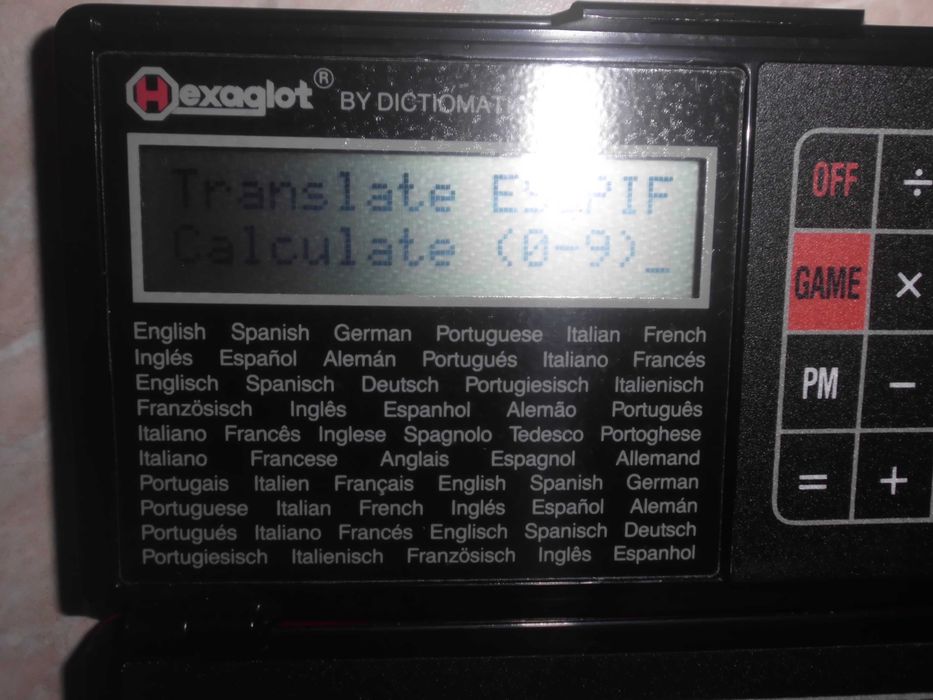 Hexaglot®
BY
Translate
Calculate (0-9)_
English Spanish German Portuguese Italian French
Inglés Español Alemán Portugués Italiano Francés
Englisch Spanisch Deutsch Portugiesisch Italienisch
Französisch Inglês Espanhol Alemão Português
Italiano Francês Inglese Spagnolo Tedesco Portoghese
Italiano Francese Anglais Espagnol Allemand
Portugais Italien Français English Spanish German
Portuguese Italian French Inglés Español Alemán
Portugués Italiano Francés Englisch Spanisch Deutsch
Portugiesisch Italienisch Französisch Inglês Espanhol
OFF ÷
GAME ×
PM −
= +